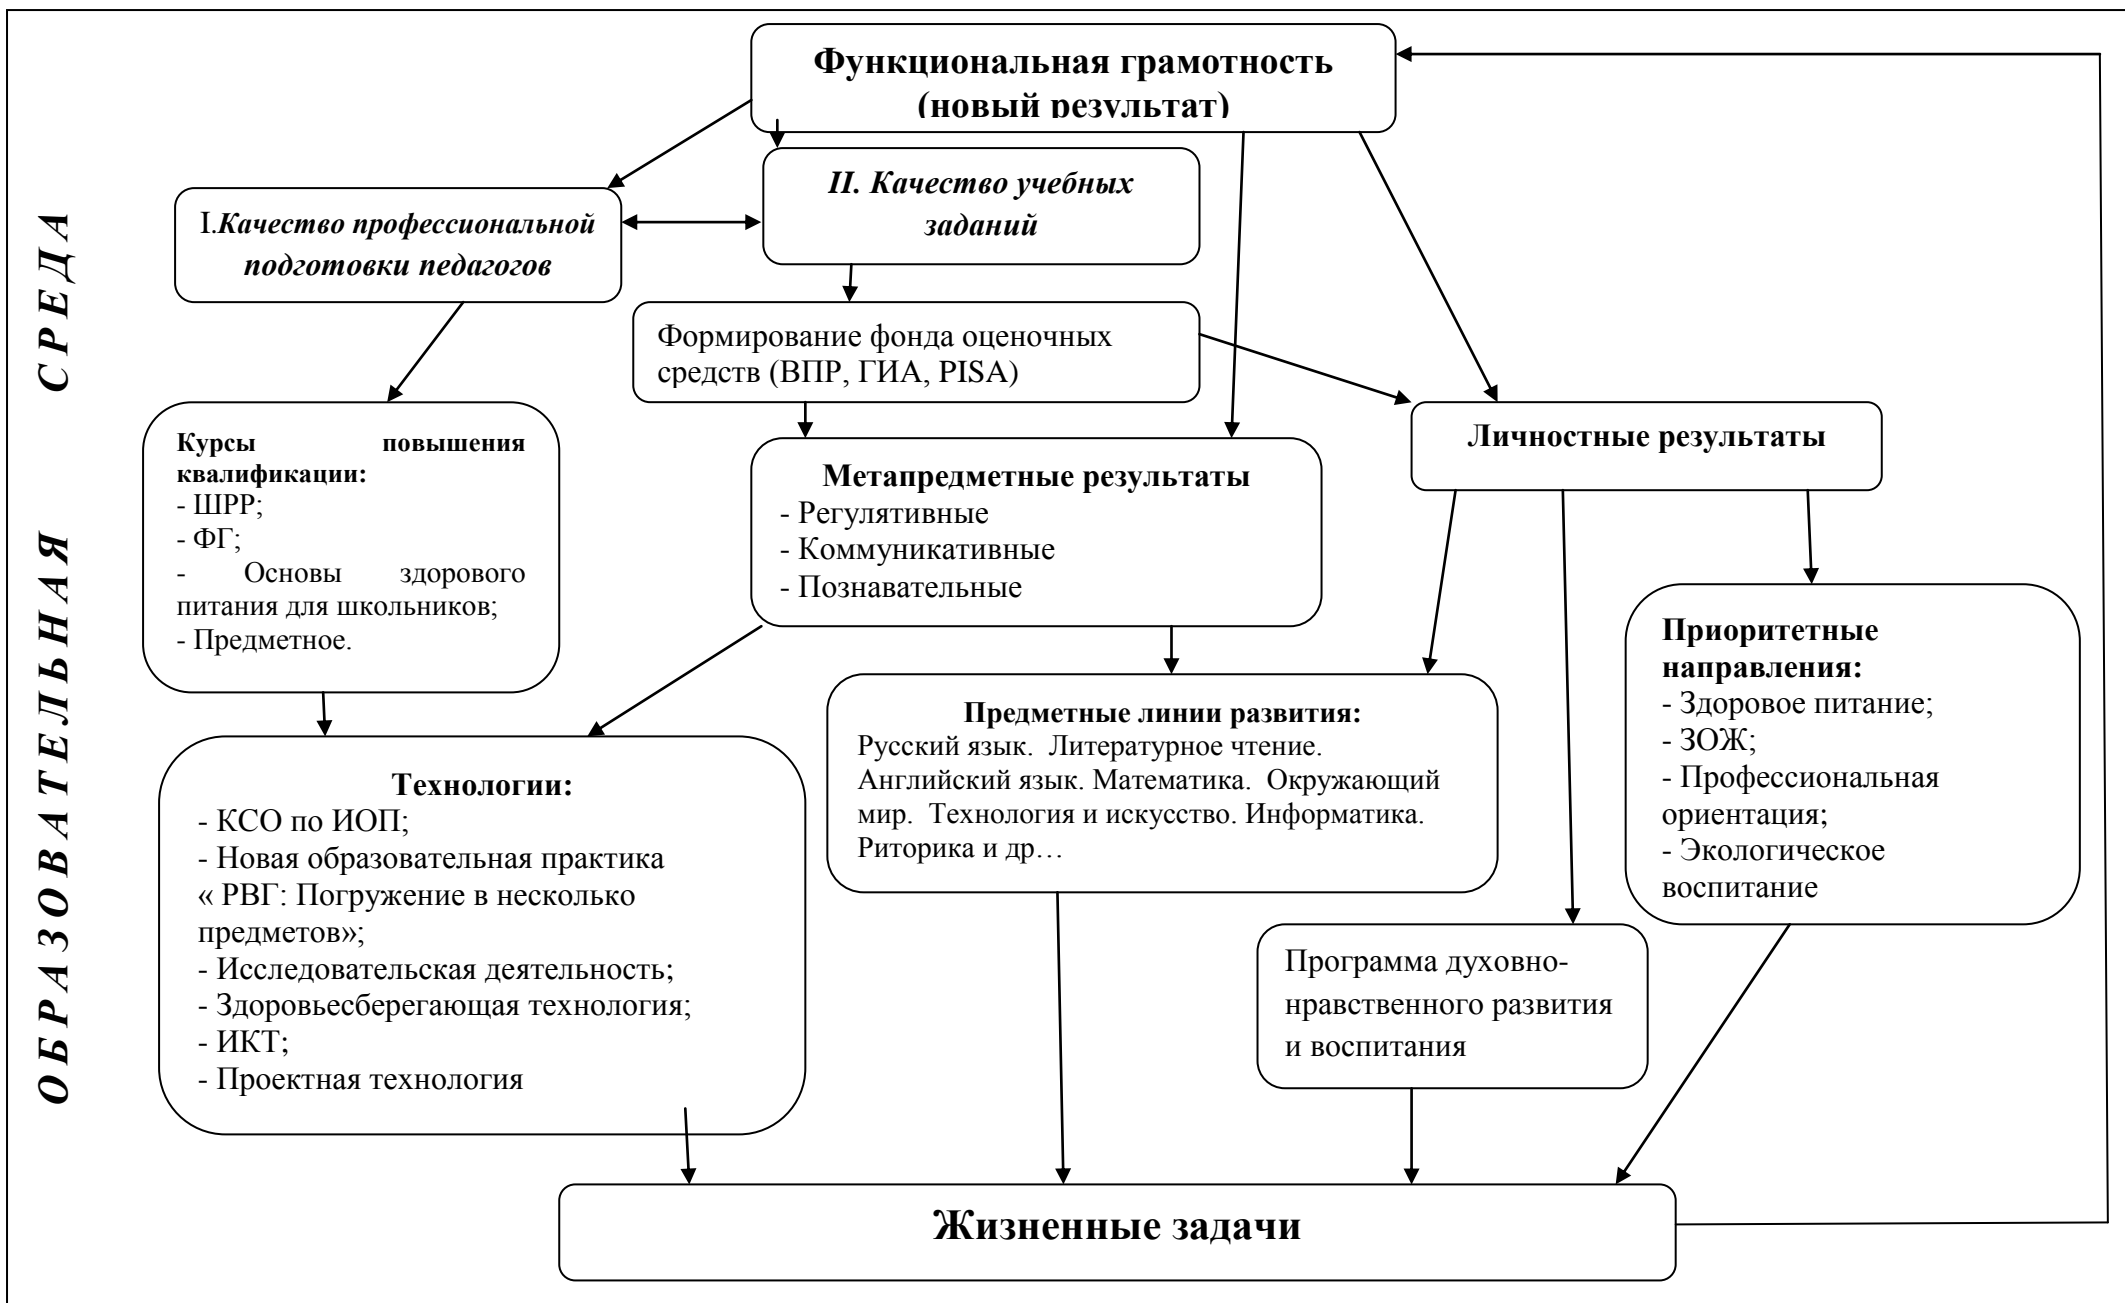 Функциональная грамотность
(новый результат)
II. Качество учебных
заданий
I.Качество профессиональной
подготовки педагогов
Формирование фонда оценочных
средств (ВПР, ГИА, PISA)
Личностные результаты
Курсы повышения
квалификации:
- ШРР;
- ФГ;
- Основы здорового
питания для школьников;
- Предметное.
Метапредметные результаты
- Регулятивные
- Коммуникативные
- Познавательные
Приоритетные
направления:
- Здоровое питание;
- ЗОЖ;
- Профессиональная
ориентация;
- Экологическое
воспитание
Предметные линии развития:
Русский язык. Литературное чтение.
Английский язык. Математика. Окружающий
мир. Технология и искусство. Информатика.
Риторика и др…
Технологии:
- КСО по ИОП;
- Новая образовательная практика
« РВГ: Погружение в несколько
предметов»;
- Исследовательская деятельность;
- Здоровьесберегающая технология;
- ИКТ;
- Проектная технология
Программа духовно-
нравственного развития
и воспитания
Жизненные задачи
ОБРАЗОВАТЕЛЬНАЯ СРЕДА